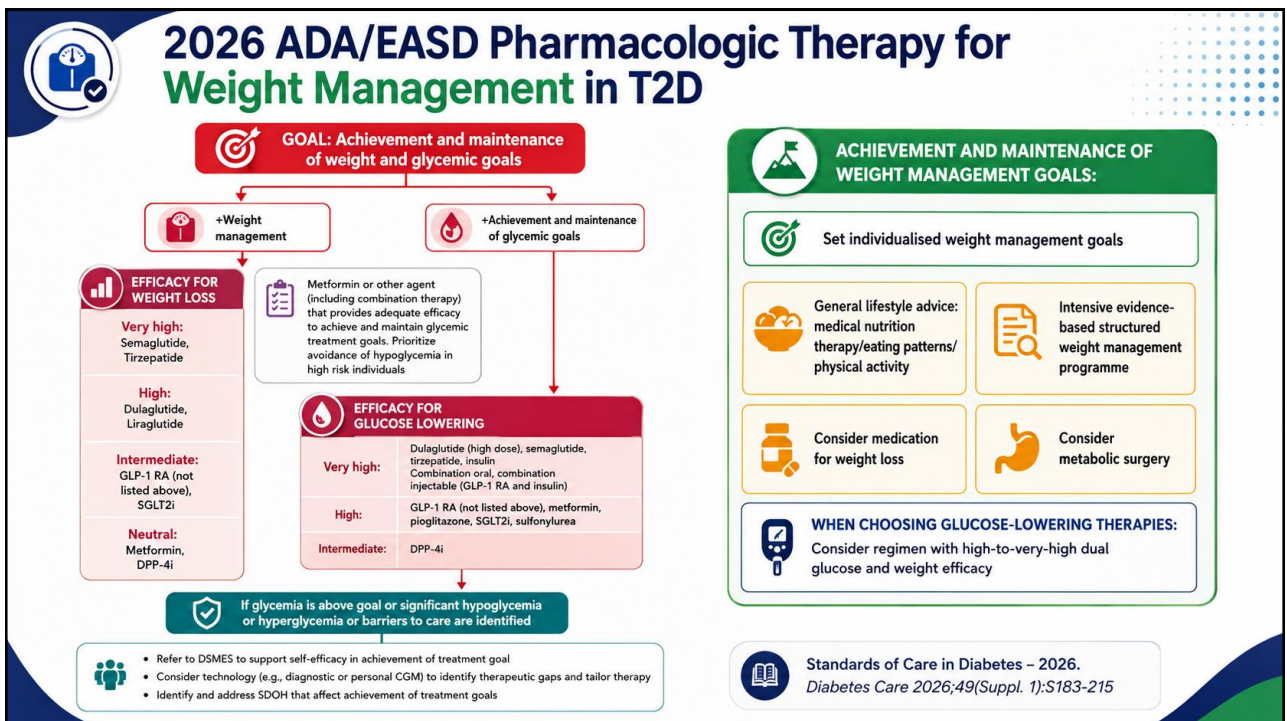 2026 ADA/EASD Pharmacologic Therapy for
Weight Management in T2D
GOAL: Achievement and maintenance
of weight and glycemic goals
+Weight
management
+Achievement and maintenance
of glycemic goals
EFFICACY FOR
WEIGHT LOSS
Very high:
Semaglutide,
Tirzepatide
High:
Dulaglutide,
Liraglutide
Intermediate:
GLP-1 RA (not
listed above),
SGLT2i
Neutral:
Metformin,
DPP-4i
Metformin or other agent
(including combination therapy)
that provides adequate efficacy
to achieve and maintain glycemic
treatment goals. Prioritize
avoidance of hypoglycemia in
high risk individuals
EFFICACY FOR
GLUCOSE LOWERING
Very high:
Dulaglutide (high dose), semaglutide,
tirzepatide, insulin
Combination oral, combination
injectable (GLP-1 RA and insulin)
High:
GLP-1 RA (not listed above), metformin,
pioglitazone, SGLT2i, sulfonylurea
Intermediate:
DPP-4i
If glycemia is above goal or significant hypoglycemia
or hyperglycemia or barriers to care are identified
• Refer to DSMES to support self-efficacy in achievement of treatment goal
• Consider technology (e.g., diagnostic or personal CGM) to identify therapeutic gaps and tailor therapy
• Identify and address SDOH that affect achievement of treatment goals
ACHIEVEMENT AND MAINTENANCE OF
WEIGHT MANAGEMENT GOALS:
Set individualised weight management goals
General lifestyle advice:
medical nutrition
therapy/eating patterns/
physical activity
Intensive evidence-
based structured
weight management
programme
Consider medication
for weight loss
Consider
metabolic surgery
WHEN CHOOSING GLUCOSE-LOWERING THERAPIES:
Consider regimen with high-to-very-high dual
glucose and weight efficacy
Standards of Care in Diabetes – 2026.
Diabetes Care 2026;49(Suppl. 1):S183-215